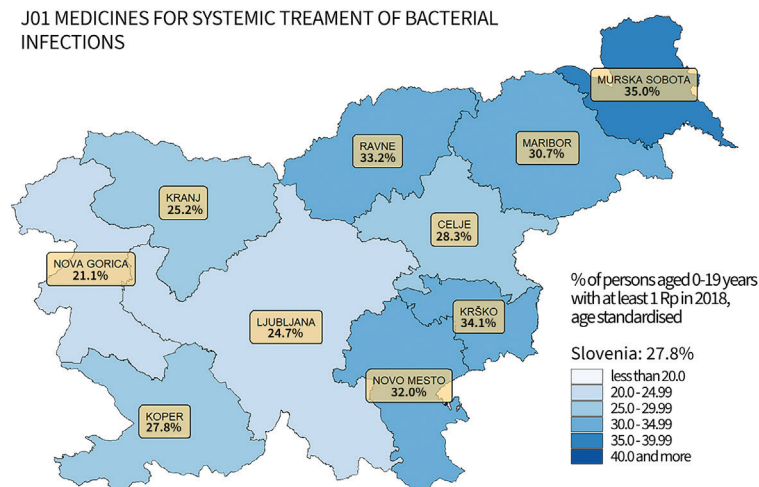 J01 MEDICINES FOR SYSTEMIC TREAMENT OF BACTERIAL
INFECTIONS
MURSKA SOBOTA
35.0%
RAVNE
33.2%
MARIBOR
30.7%
KRANJ
25.2%
CELJE
28.3%
NOVA GORICA
21.1%
LJUBLJANA
24.7%
KRŠKO
34.1%
NOVO MESTO
32.0%
KOPER
27.8%
% of persons aged 0-19 years
with at least 1 Rp in 2018,
age standardised
Slovenia: 27.8%
less than 20.0
20.0 - 24.99
25.0 - 29.99
30.0 - 34.99
35.0 - 39.99
40.0 and more